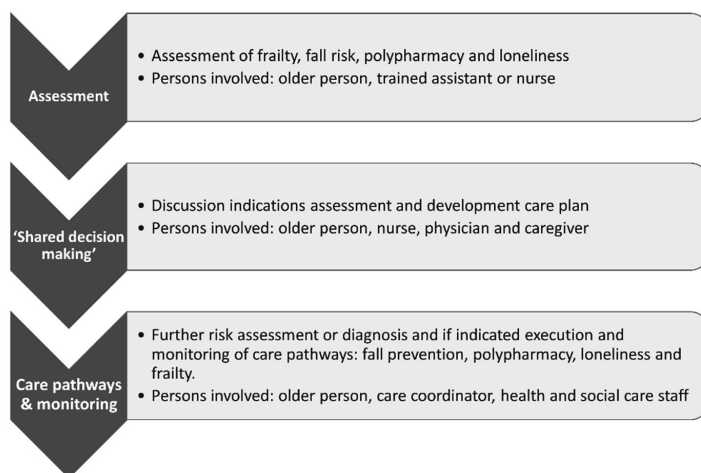 Assessment
• Assessment of frailty, fall risk, polypharmacy and loneliness
• Persons involved: older person, trained assistant or nurse
‘Shared decision
making’
• Discussion indications assessment and development care plan
• Persons involved: older person, nurse, physician and caregiver
Care pathways
& monitoring
• Further risk assessment or diagnosis and if indicated execution and
monitoring of care pathways: fall prevention, polypharmacy, loneliness and
frailty.
• Persons involved: older person, care coordinator, health and social care staff